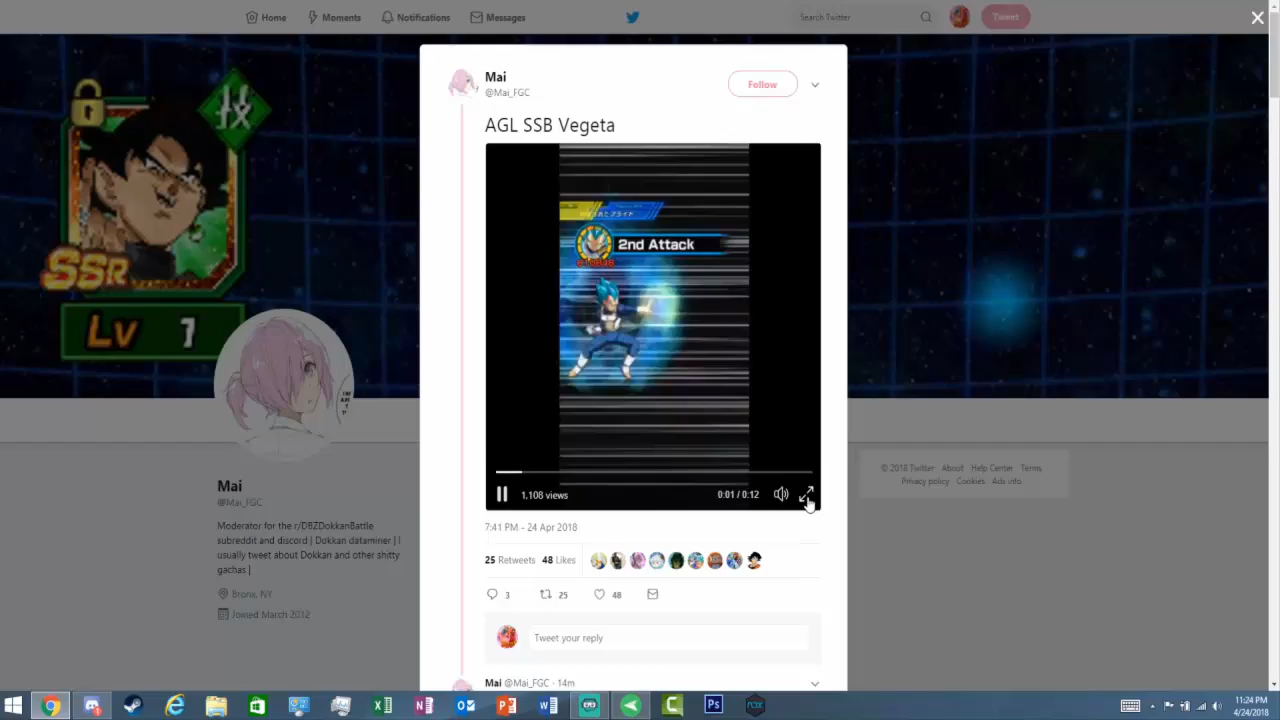 Home
Moments
Notifications
Messages
Search Twitter
Tweet
Mai
@Mai_FGC
Follow
AGL SSB Vegeta
2nd Attack
1,108 views
0:01 / 0:12
7:41 PM - 24 Apr 2018
25 Retweets 48 Likes
3
25
48
Tweet your reply
Mai @Mai_FGC · 14m
技
SSR
Lv 1
Mai
@Mai_FGC
Moderator for the r/DBZDokkanBattle
subreddit and discord | Dokkan dataminer | I
usually tweet about Dokkan and other shitty
gachas |
Bronx, NY
Joined March 2012
© 2018 Twitter About Help Center Terms
Privacy policy Cookies Ads info
11:24 PM
4/24/2018